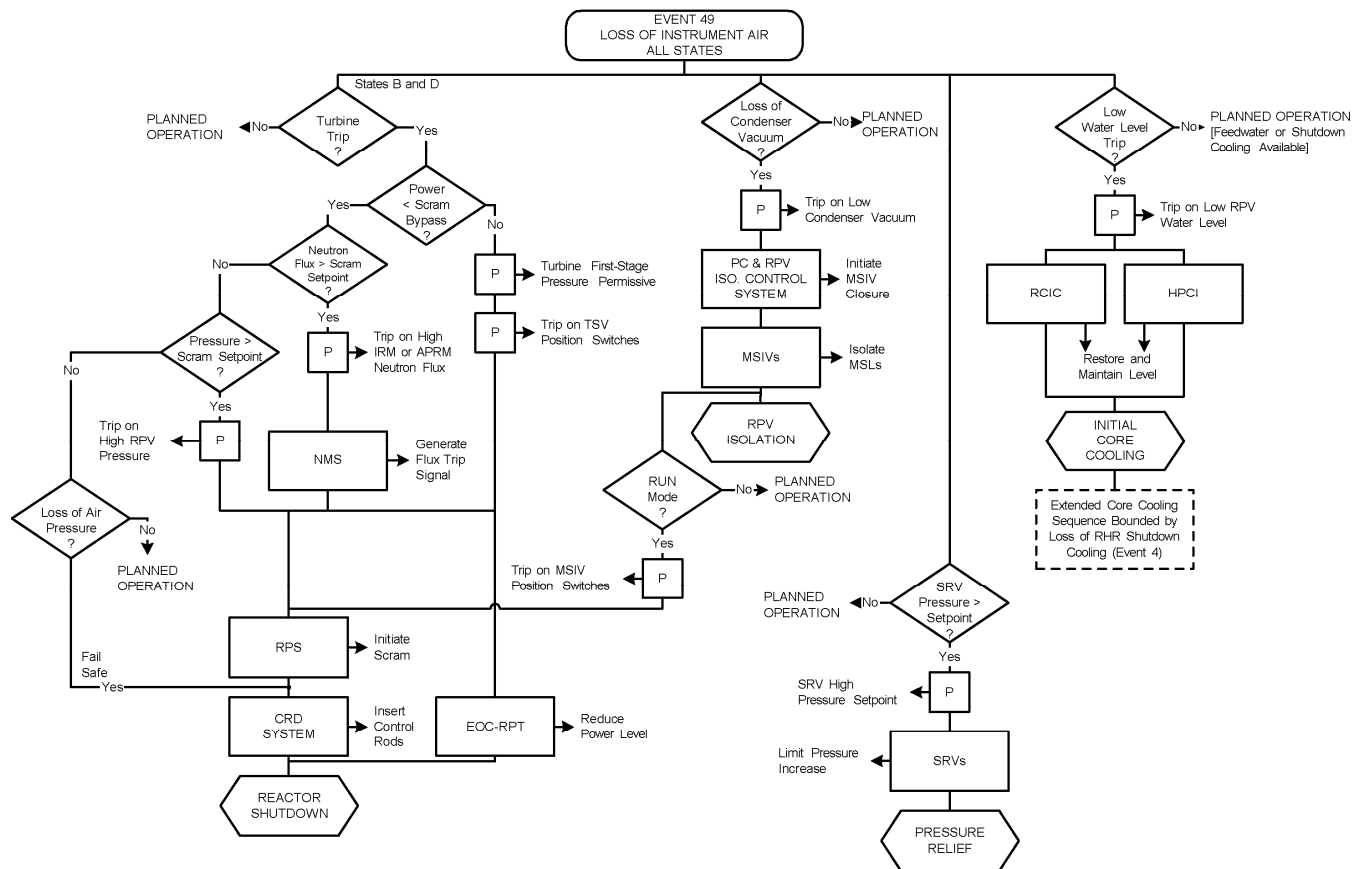 EVENT 49
LOSS OF INSTRUMENT AIR
ALL STATES
States B and D
PLANNED
OPERATION
No
Turbine
Trip
?
Yes
Power
< Scram
Bypass
?
Yes
No
Neutron
Flux > Scram
Setpoint
?
No
Yes
P
Turbine First-Stage
Pressure Permissive
P
Trip on TSV
Position Switches
P
Trip on High
IRM or APRM
Neutron Flux
Pressure >
Scram Setpoint
?
No
Yes
P
Trip on
High RPV
Pressure
NMS
Generate
Flux Trip
Signal
Loss of Air
Pressure
?
No
PLANNED
OPERATION
Fail
Safe
Yes
RPS
Initiate
Scram
CRD
SYSTEM
Insert
Control
Rods
EOC-RPT
Reduce
Power Level
REACTOR
SHUTDOWN
Loss of
Condenser
Vacuum
?
No
PLANNED
OPERATION
Yes
P
Trip on Low
Condenser Vacuum
PC & RPV
ISO. CONTROL
SYSTEM
Initiate
MSIV
Closure
MSIVs
Isolate
MSLs
RPV
ISOLATION
RUN
Mode
?
No
PLANNED
OPERATION
Yes
P
Trip on MSIV
Position Switches
SRV
Pressure >
Setpoint
?
No
PLANNED
OPERATION
Yes
P
SRV High
Pressure Setpoint
SRVs
Limit Pressure
Increase
PRESSURE
RELIEF
Low
Water Level
Trip
?
No
PLANNED OPERATION
[Feedwater or Shutdown
Cooling Available]
Yes
P
Trip on Low RPV
Water Level
RCIC
HPCI
Restore and
Maintain Level
INITIAL
CORE
COOLING
Extended Core Cooling
Sequence Bounded by
Loss of RHR Shutdown
Cooling (Event 4)